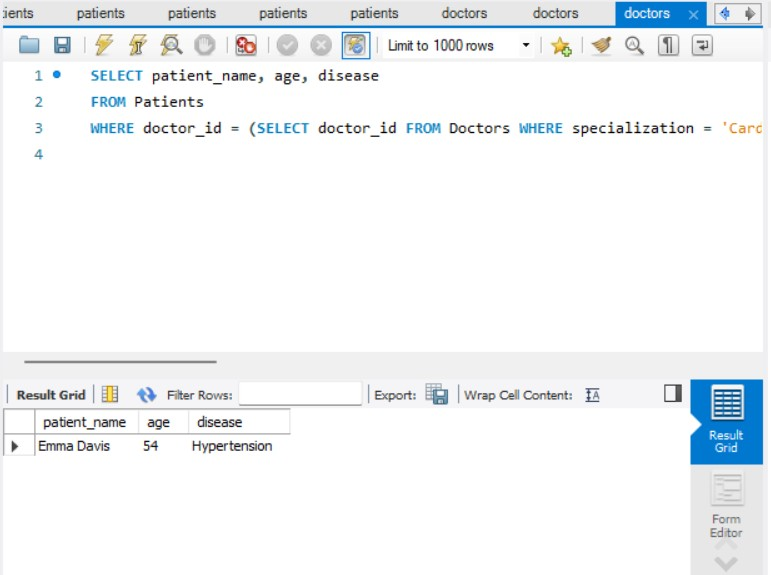 ients patients patients patients patients doctors doctors doctors
Limit to 1000 rows
1 SELECT patient_name, age, disease
2 FROM Patients
3 WHERE doctor_id = (SELECT doctor_id FROM Doctors WHERE specialization = 'Card
4
Result Grid Filter Rows: Export: Wrap Cell Content:
patient_name age disease
Emma Davis 54 Hypertension
Result
Grid
Form
Editor